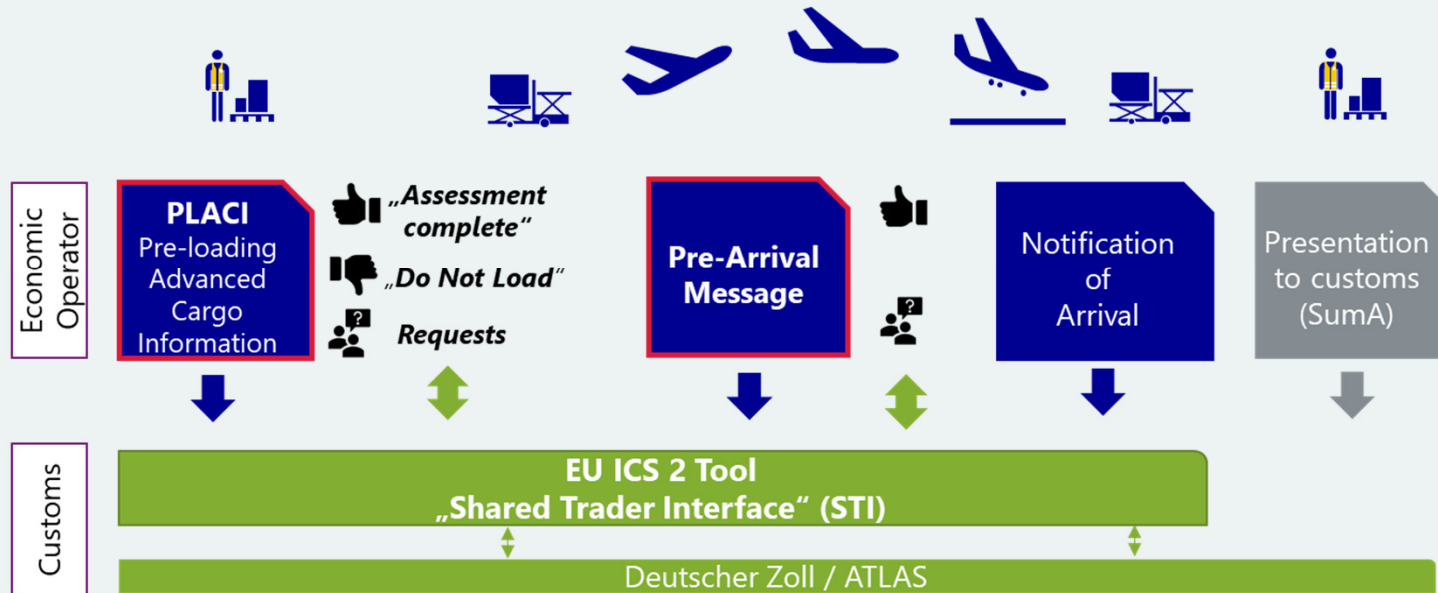 Economic
Operator
PLACI
Pre-loading
Advanced
Cargo
Information
„Assessment
complete“
„Do Not Load“
?
Requests
Pre-Arrival
Message
?
Notification
of
Arrival
Presentation
to customs
(SumA)
Customs
EU ICS 2 Tool
„Shared Trader Interface“ (STI)
Deutscher Zoll / ATLAS